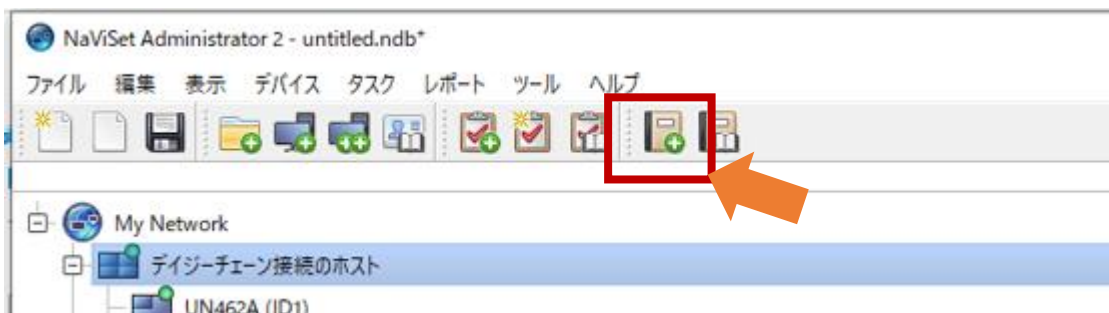 NaViSet Administrator 2 - untitled.ndb*
ファイル 編集 表示 デバイス タスク レポート ツール ヘルプ
My Network
デイジーチェーン接続のホスト
UN462A (ID1)